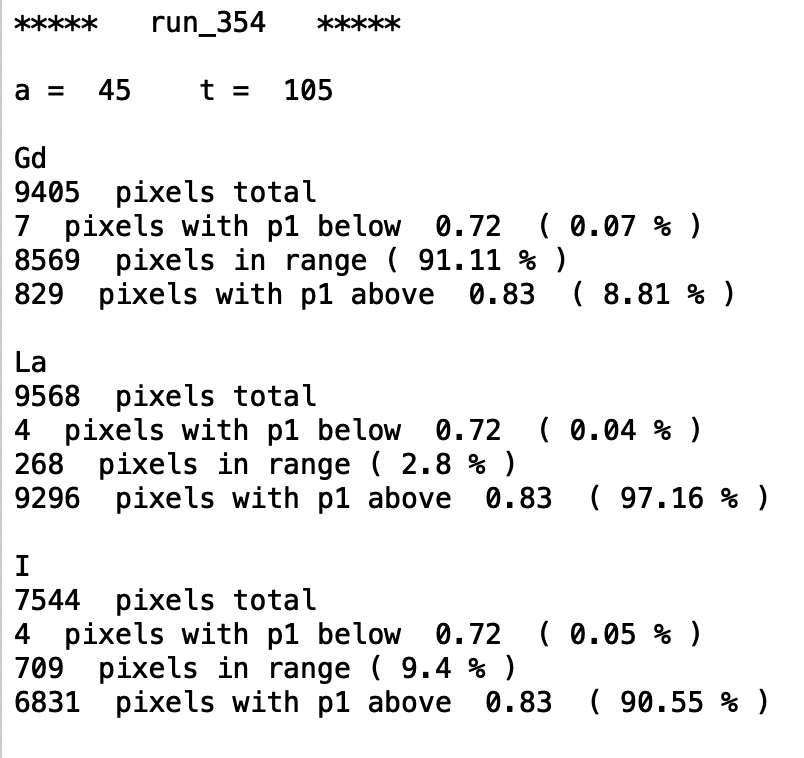 *****   run_354   *****
a =  45    t =  105
Gd
9405  pixels total
7  pixels with p1 below  0.72  ( 0.07 % )
8569  pixels in range ( 91.11 % )
829  pixels with p1 above  0.83  ( 8.81 % )
La
9568  pixels total
4  pixels with p1 below  0.72  ( 0.04 % )
268  pixels in range ( 2.8 % )
9296  pixels with p1 above  0.83  ( 97.16 % )
I
7544  pixels total
4  pixels with p1 below  0.72  ( 0.05 % )
709  pixels in range ( 9.4 % )
6831  pixels with p1 above  0.83  ( 90.55 % )